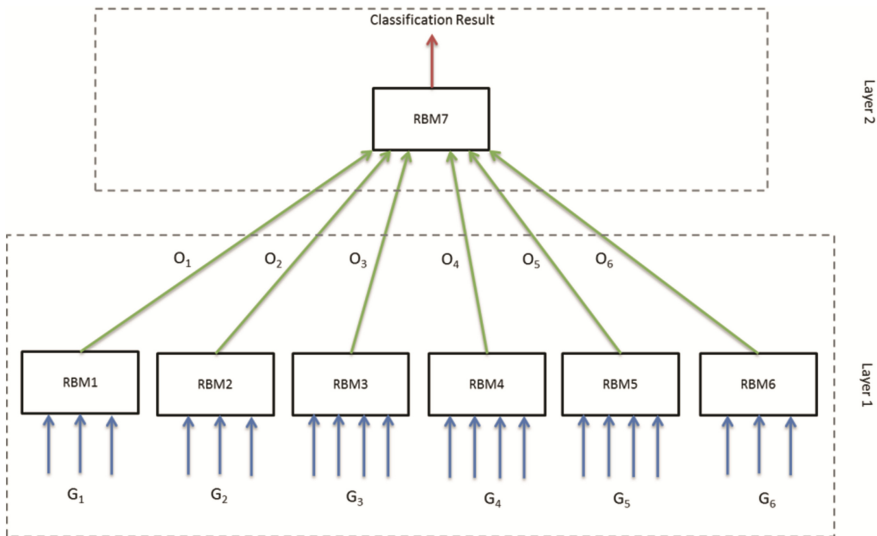 Classification Result
RBM7
Layer 2
O₁ O₂ O₃ O₄ O₅ O₆
RBM1 RBM2 RBM3 RBM4 RBM5 RBM6
Layer 1
G₁ G₂ G₃ G₄ G₅ G₆